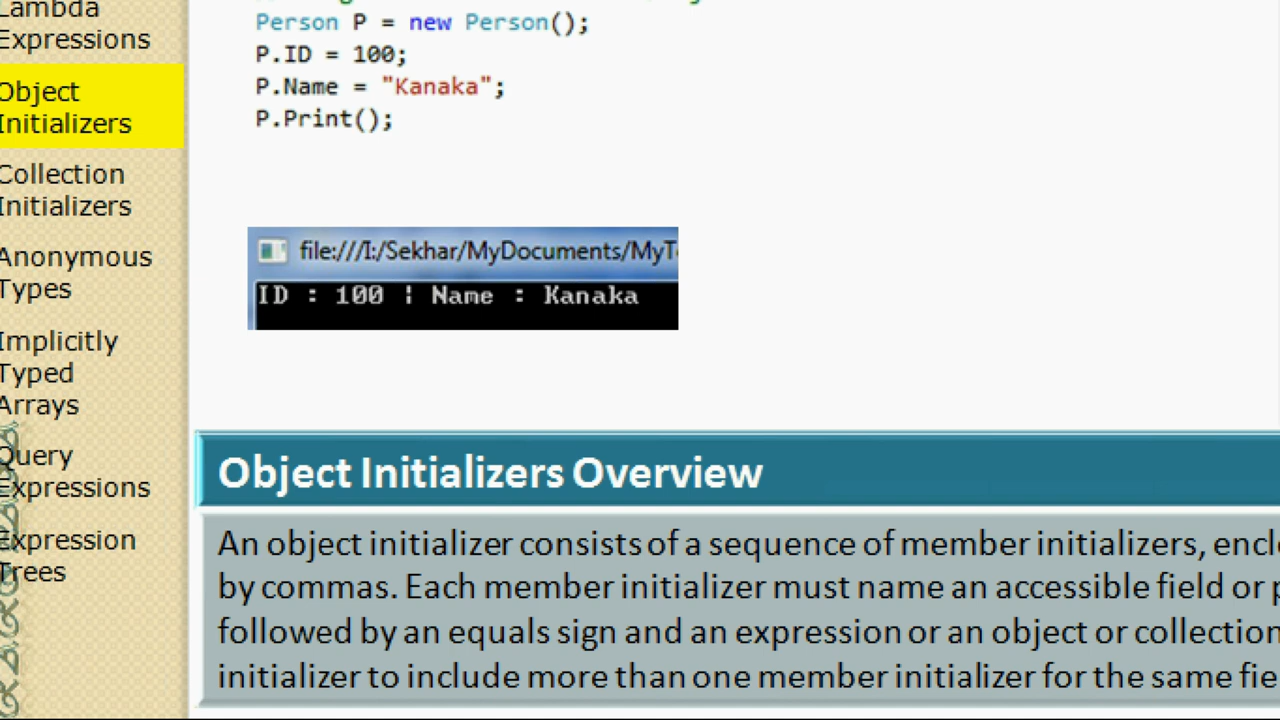 Lambda
Expressions
Object
Initializers
Collection
Initializers
Anonymous
Types
Implicitly
Typed
Arrays
Query
Expressions
Expression
Trees
Person P = new Person();
P.ID = 100;
P.Name = "Kanaka";
P.Print();
file:///I:/Sekhar/MyDocuments/MyT
ID : 100 | Name : Kanaka
Object Initializers Overview
An object initializer consists of a sequence of member initializers, encl
by commas. Each member initializer must name an accessible field or p
followed by an equals sign and an expression or an object or collection
initializer to include more than one member initializer for the same fie